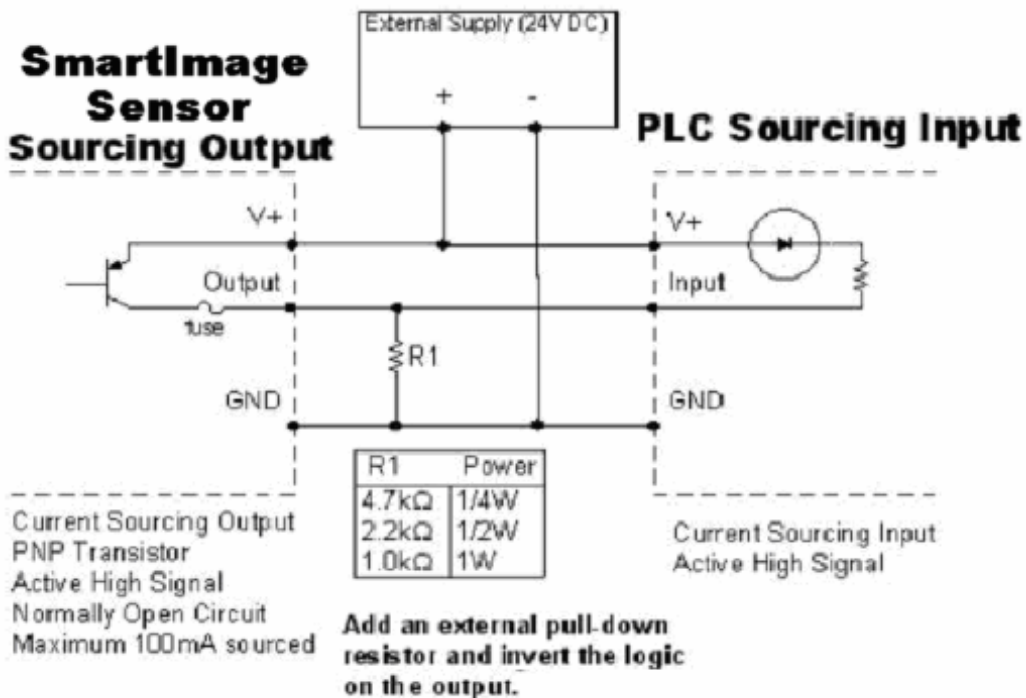 External Supply (24V DC)
+ -
SmartImage
Sensor
Sourcing Output
PLC Sourcing Input
V+
V+
Output
Input
fuse
R1
GND
GND
R1 Power
4.7kΩ 1/4W
2.2kΩ 1/2W
1.0kΩ 1W
Current Sourcing Output
PNP Transistor
Active High Signal
Normally Open Circuit
Maximum 100mA sourced
Current Sourcing Input
Active High Signal
Add an external pull-down
resistor and invert the logic
on the output.